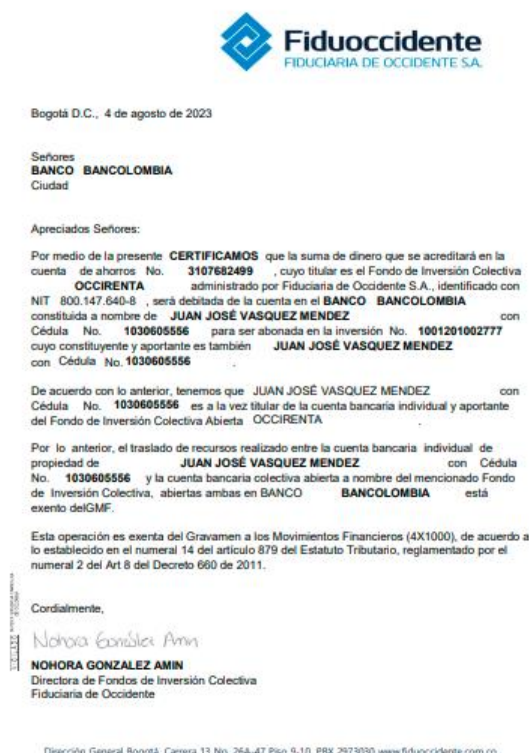 Fiduoccidente
FIDUCIARIA DE OCCIDENTE S.A.
Bogotá D.C., 4 de agosto de 2023
Señores
BANCO BANCOLOMBIA
Ciudad
Apreciados Señores:
Por medio de la presente CERTIFICAMOS que la suma de dinero que se acreditará en la
cuenta de ahorros No. 3107682499 , cuyo titular es el Fondo de Inversión Colectiva
OCCIRENTA administrado por Fiduciaria de Occidente S.A., identificado con
NIT 800.147.640-8 , será debitada de la cuenta en el BANCO BANCOLOMBIA
constituida a nombre de JUAN JOSÉ VASQUEZ MENDEZ con
Cédula No. 1030605556 para ser abonada en la inversión No. 1001201002777
cuyo constituyente y aportante es también JUAN JOSÉ VASQUEZ MENDEZ
con Cédula No. 1030605556 .
De acuerdo con lo anterior, tenemos que JUAN JOSÉ VASQUEZ MENDEZ con
Cédula No. 1030605556 es a la vez titular de la cuenta bancaria individual y aportante
del Fondo de Inversión Colectiva Abierta OCCIRENTA .
Por lo anterior, el traslado de recursos realizado entre la cuenta bancaria individual de
propiedad de JUAN JOSÉ VASQUEZ MENDEZ con Cédula
No. 1030605556 y la cuenta bancaria colectiva abierta a nombre del mencionado Fondo
de Inversión Colectiva, abiertas ambas en BANCO BANCOLOMBIA está
exento delGMF.
Esta operación es exenta del Gravamen a los Movimientos Financieros (4X1000), de acuerdo a
lo establecido en el numeral 14 del artículo 879 del Estatuto Tributario, reglamentado por el
numeral 2 del Art 8 del Decreto 660 de 2011.
Cordialmente,
Nohora González Amin
NOHORA GONZALEZ AMIN
Directora de Fondos de Inversión Colectiva
Fiduciaria de Occidente
Dirección General Bogotá, Carrera 13 No. 26A-47 Piso 9-10, PBX 2973030 www.fiduoccidente.com.co